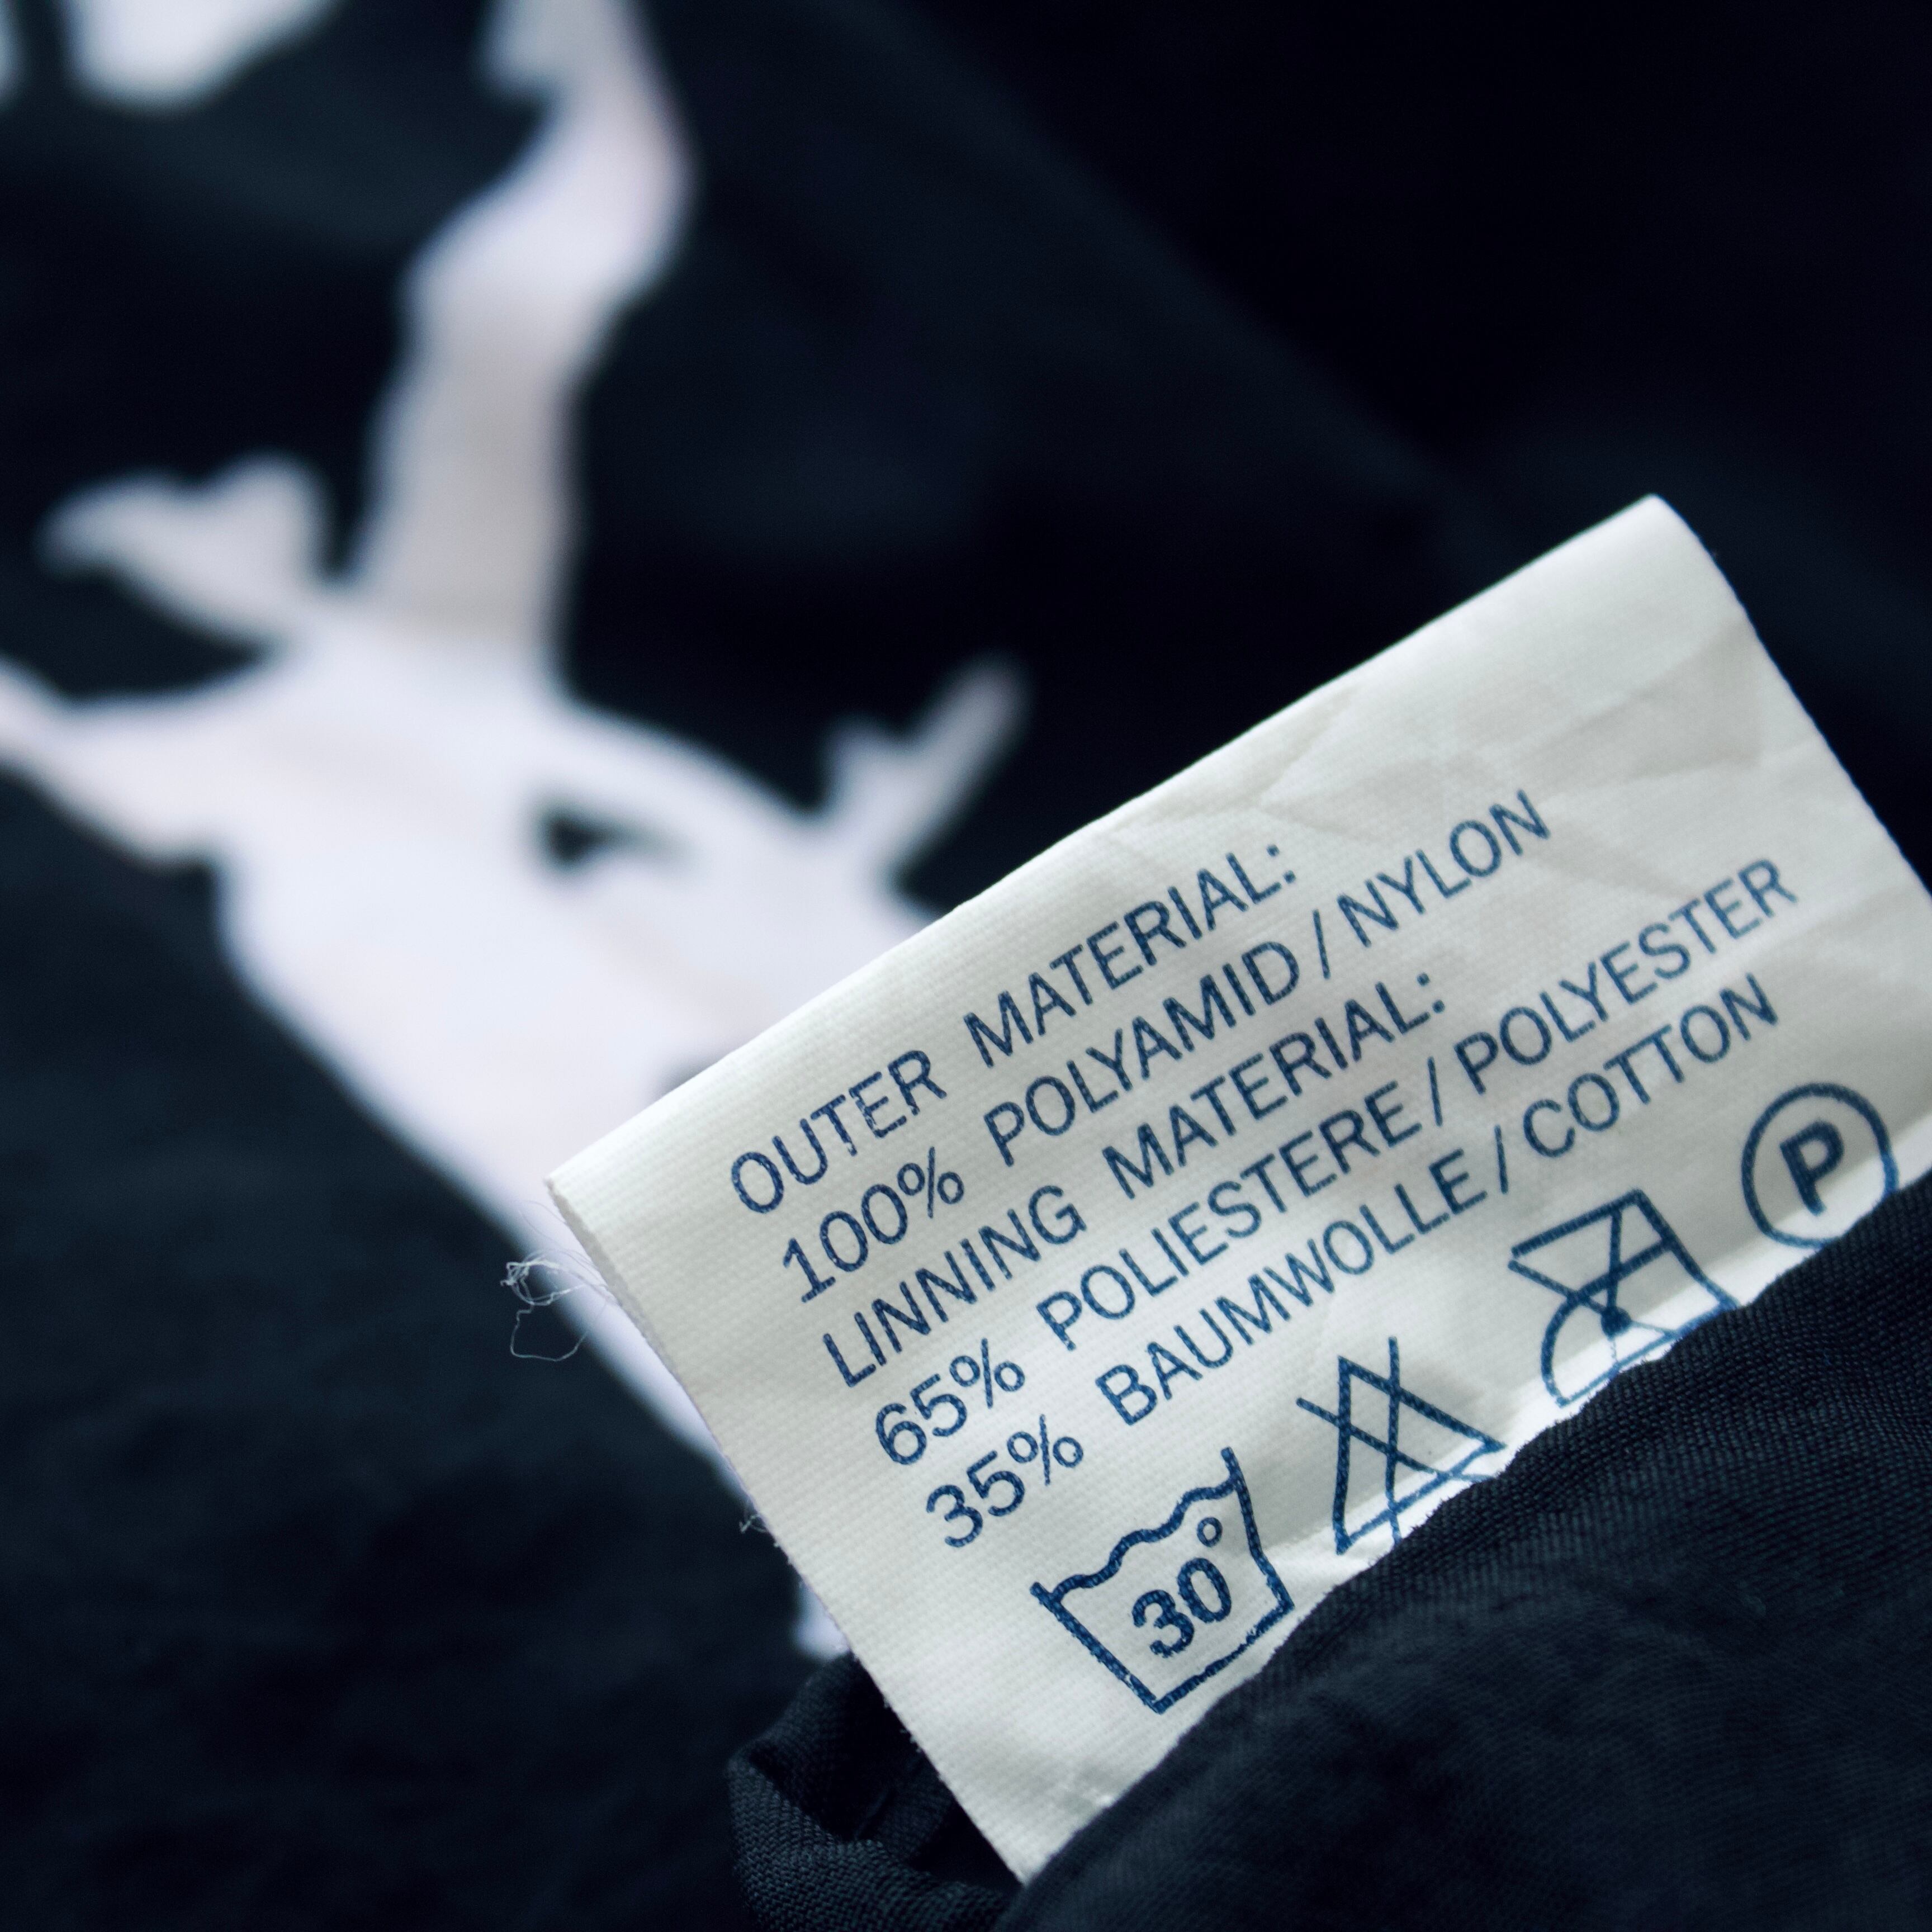 OUTER MATERIAL:
100% POLYAMID / NYLON
LINNING MATERIAL:
65% POLIESTERE / POLYESTER
35% BAUMWOLLE / COTTON
30° P